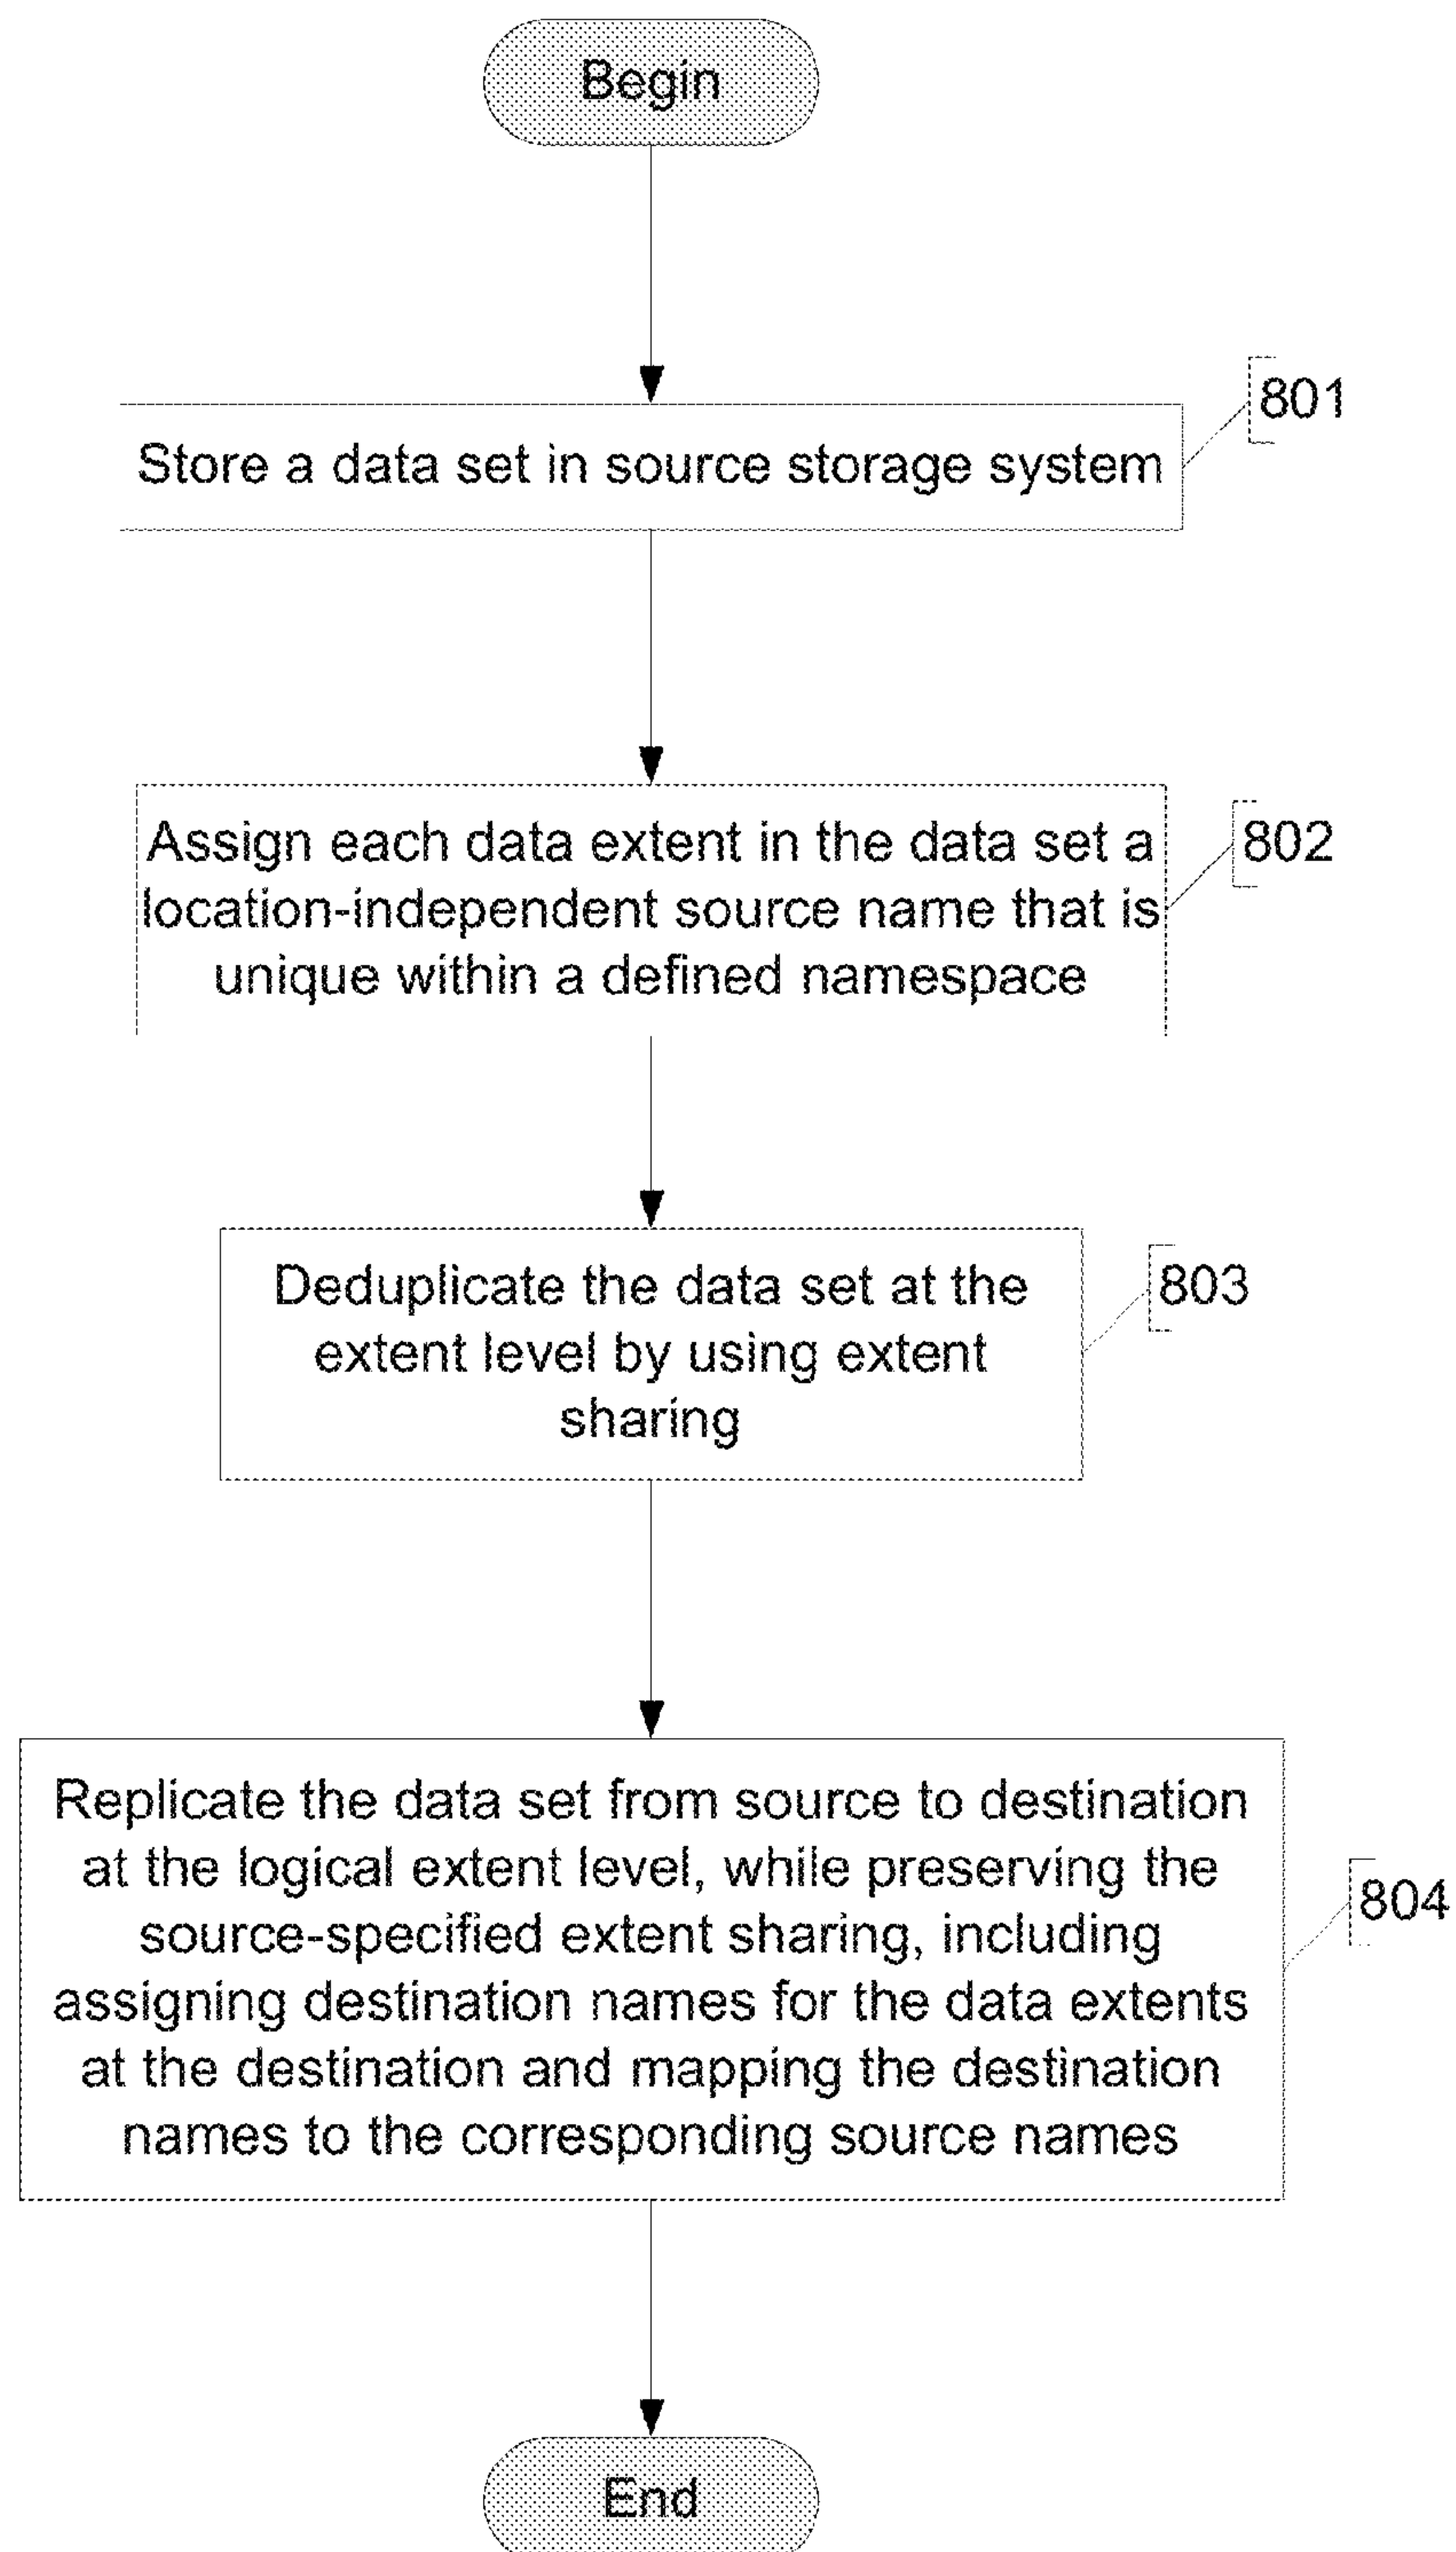 Begin
801
Store a data set in source storage system
802
Assign each data extent in the data set a
location-independent source name that is
unique within a defined namespace
803
Deduplicate the data set at the
extent level by using extent
sharing
Replicate the data set from source to destination
at the logical extent level, while preserving the
source-specified extent sharing, including
assigning destination names for the data extents
at the destination and mapping the destination
names to the corresponding source names
804
End